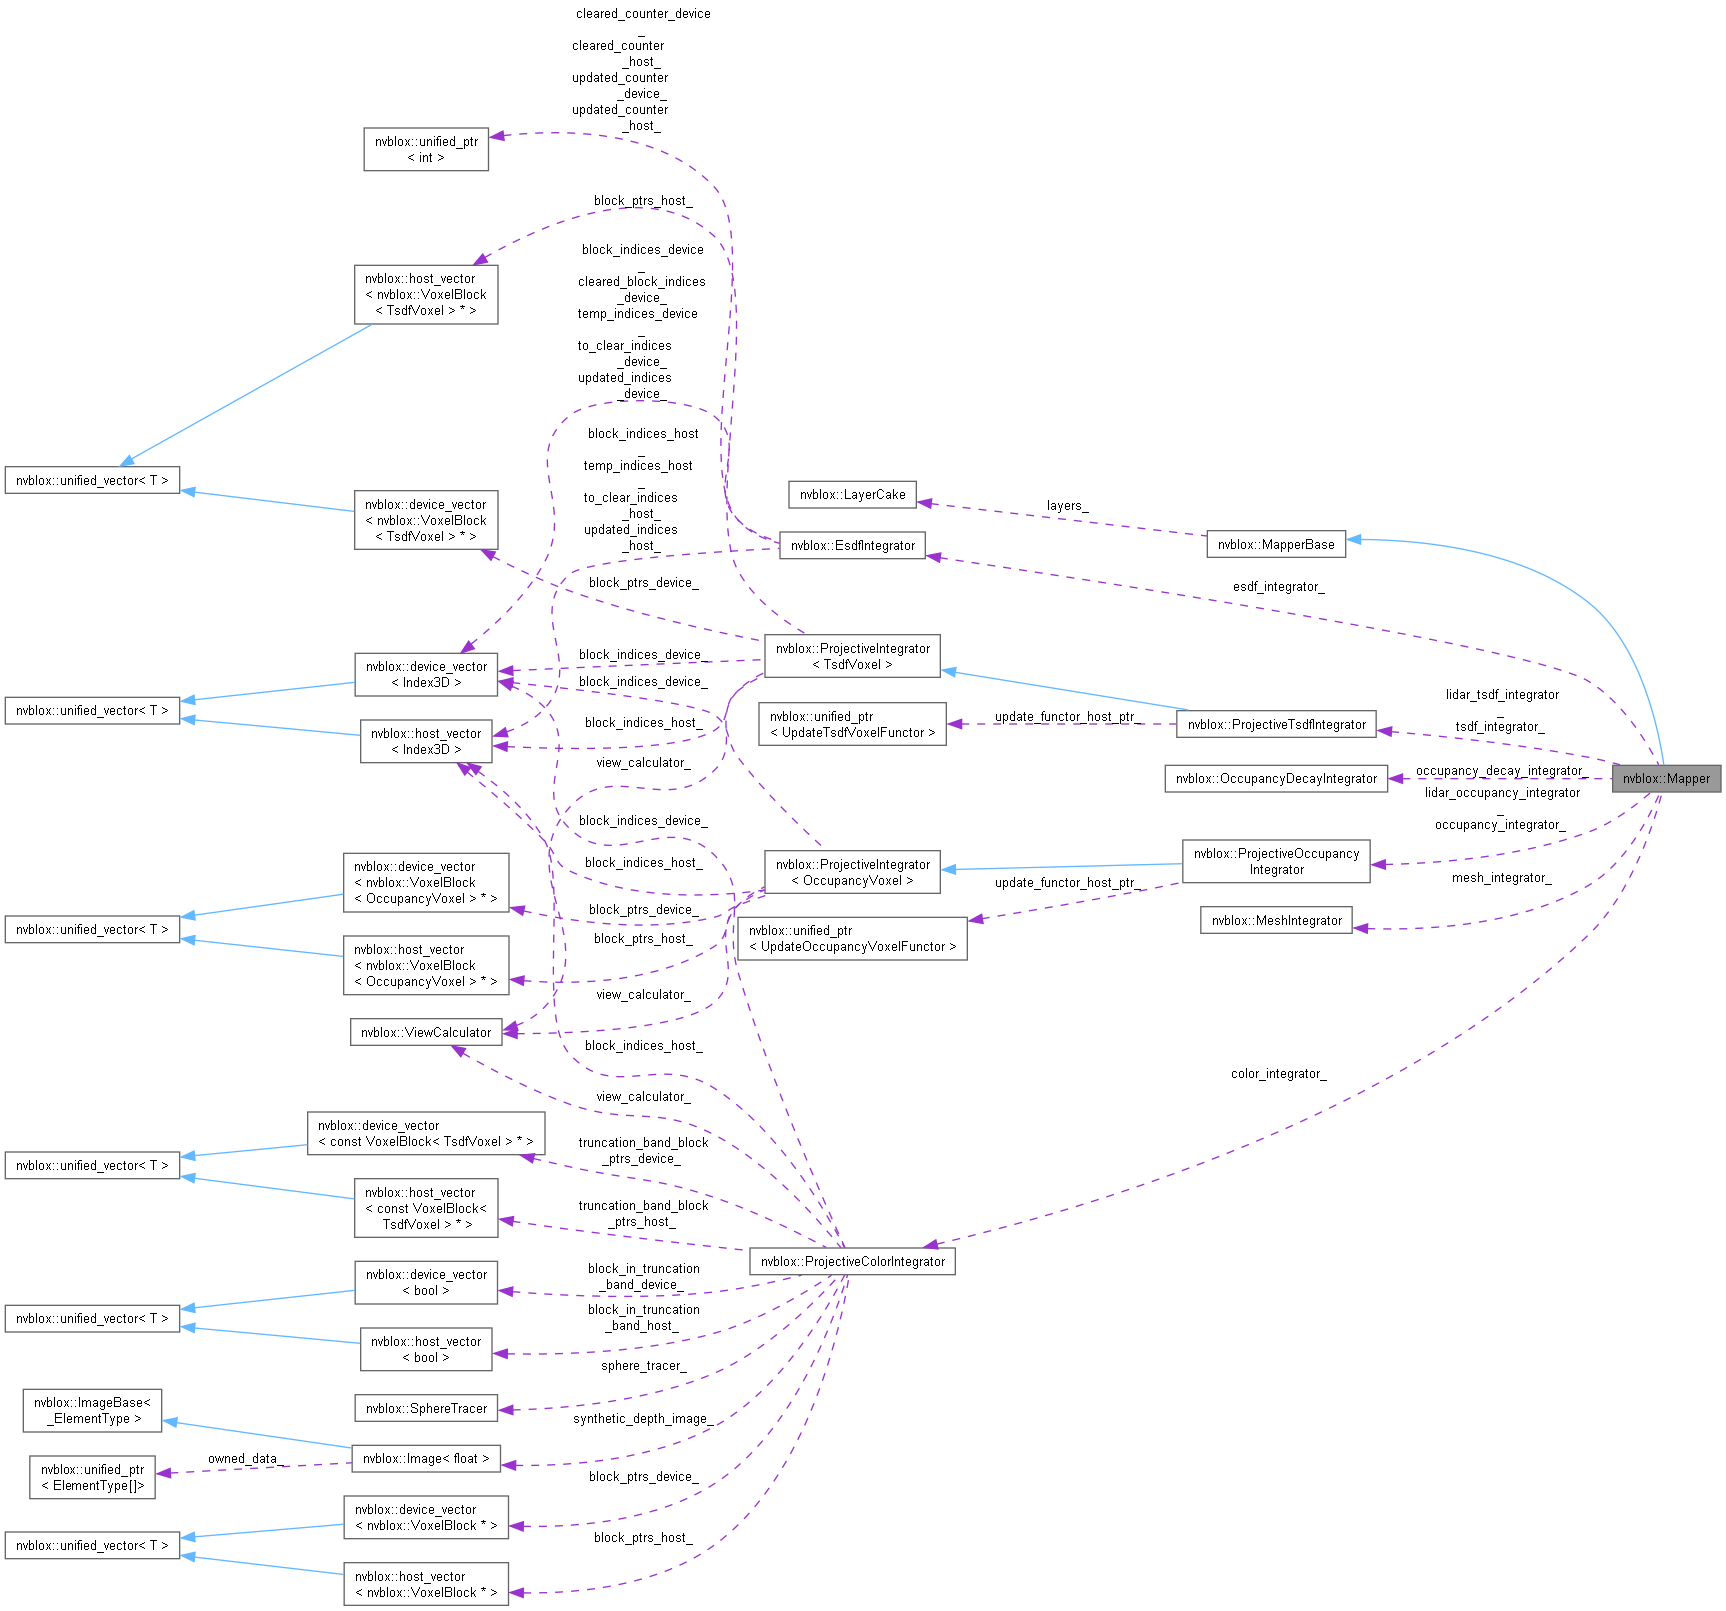 cleared_counter_device
_
cleared_counter
_host_
updated_counter
_device_
updated_counter
_host_
nvblox::unified_ptr
< int >
block_ptrs_host_
block_indices_device
_
cleared_block_indices
_device_
temp_indices_device
_
to_clear_indices
_device_
updated_indices
_device_
nvblox::host_vector
< nvblox::VoxelBlock
< TsdfVoxel > * >
block_indices_host
_
temp_indices_host
_
to_clear_indices
_host_
updated_indices
_host_
nvblox::unified_vector< T >
nvblox::device_vector
< nvblox::VoxelBlock
< TsdfVoxel > * >
nvblox::LayerCake
layers_
nvblox::MapperBase
nvblox::EsdfIntegrator
esdf_integrator_
block_ptrs_device_
nvblox::ProjectiveIntegrator
< TsdfVoxel >
block_indices_device_
nvblox::device_vector
< Index3D >
block_indices_device_
nvblox::unified_vector< T >
nvblox::host_vector
< Index3D >
block_indices_host_
view_calculator_
nvblox::unified_ptr
< UpdateTsdfVoxelFunctor >
update_functor_host_ptr_
nvblox::ProjectiveTsdfIntegrator
lidar_tsdf_integrator
_
tsdf_integrator_
nvblox::OccupancyDecayIntegrator
occupancy_decay_integrator_
nvblox::Mapper
lidar_occupancy_integrator
_
occupancy_integrator_
block_indices_device_
block_indices_host_
nvblox::ProjectiveIntegrator
< OccupancyVoxel >
nvblox::ProjectiveOccupancy
Integrator
update_functor_host_ptr_
mesh_integrator_
nvblox::device_vector
< nvblox::VoxelBlock
< OccupancyVoxel > * >
block_ptrs_device_
nvblox::unified_ptr
< UpdateOccupancyVoxelFunctor >
nvblox::MeshIntegrator
nvblox::unified_vector< T >
nvblox::host_vector
< nvblox::VoxelBlock
< OccupancyVoxel > * >
block_ptrs_host_
view_calculator_
nvblox::ViewCalculator
block_indices_host_
color_integrator_
view_calculator_
nvblox::device_vector
< const VoxelBlock< TsdfVoxel > * >
truncation_band_block
_ptrs_device_
nvblox::unified_vector< T >
nvblox::host_vector
< const VoxelBlock<
TsdfVoxel > * >
truncation_band_block
_ptrs_host_
nvblox::ProjectiveColorIntegrator
nvblox::device_vector
< bool >
block_in_truncation
_band_device_
nvblox::unified_vector< T >
nvblox::host_vector
< bool >
block_in_truncation
_band_host_
sphere_tracer_
nvblox::SphereTracer
nvblox::ImageBase<
_ElementType >
synthetic_depth_image_
nvblox::Image< float >
owned_data_
nvblox::unified_ptr
< ElementType[]>
block_ptrs_device_
nvblox::device_vector
< nvblox::VoxelBlock * >
nvblox::unified_vector< T >
block_ptrs_host_
nvblox::host_vector
< nvblox::VoxelBlock * >